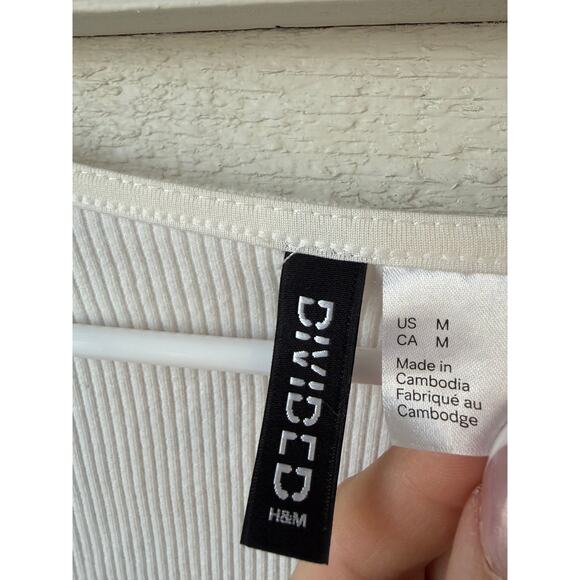 DIVIDED
H&M
US M
CA M
Made in
Cambodia
Fabriqué au
Cambodge